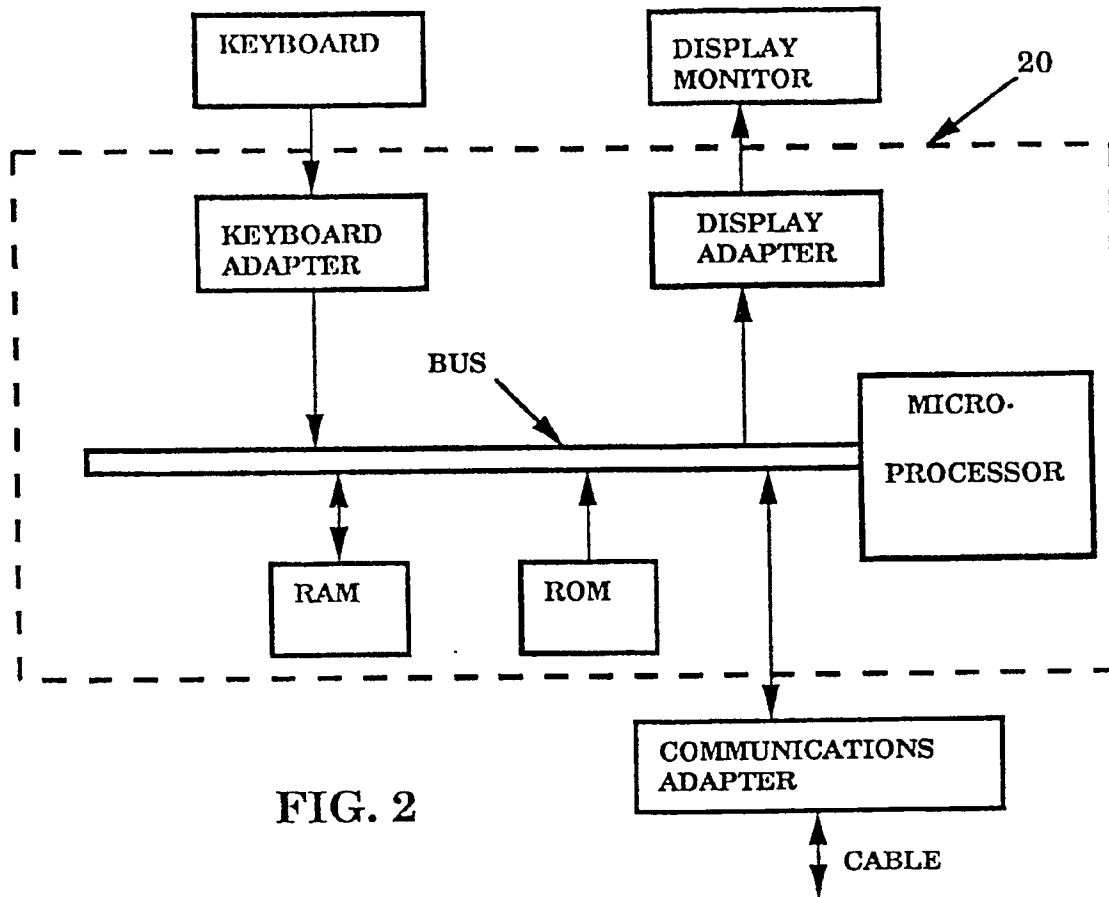 KEYBOARD
DISPLAY
MONITOR
20
KEYBOARD
ADAPTER
DISPLAY
ADAPTER
BUS
MICRO-
PROCESSOR
RAM
ROM
COMMUNICATIONS
ADAPTER
FIG. 2
CABLE